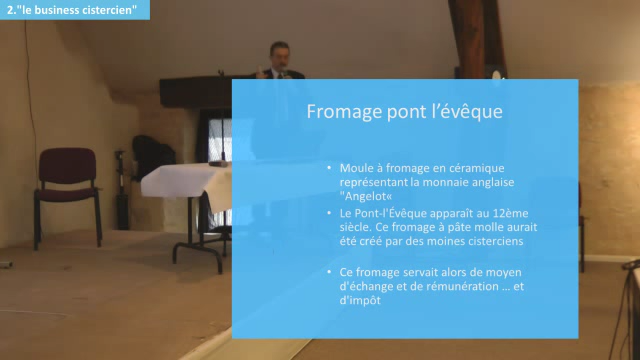 2."le business cistercien"
Fromage pont l'évêque
• Moule à fromage en céramique
représentant la monnaie anglaise
"Angelot«
• Le Pont-l'Évêque apparaît au 12ème
siècle. Ce fromage à pâte molle aurait
été créé par des moines cisterciens
• Ce fromage servait alors de moyen
d'échange et de rémunération ... et
d'impôt